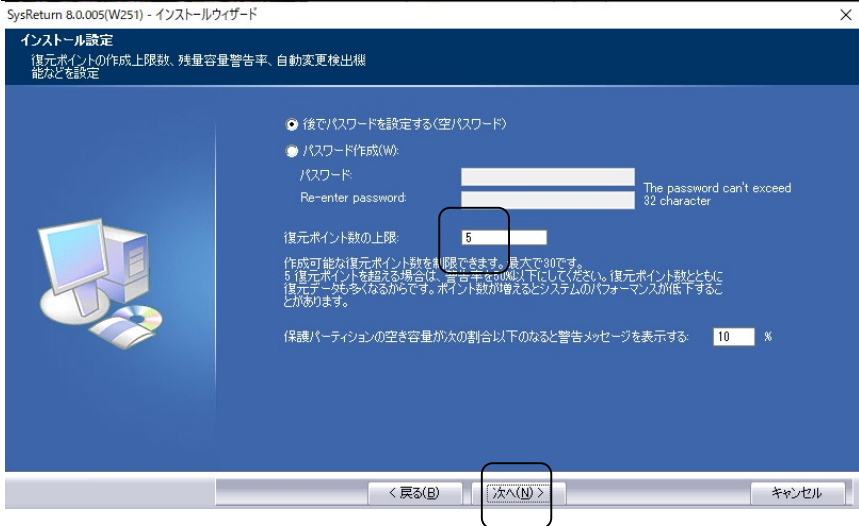 SysReturn 8.0.005(W251) - インストールウィザード
インストール設定
復元ポイントの作成上限数、残量容量警告率、自動変更検出機
能などを設定
後でパスワードを設定する(空パスワード)
パスワード作成(W):
パスワード:
Re-enter password:
The password can't exceed
32 character
復元ポイント数の上限: 5
作成可能な復元ポイント数を制限できます。最大で30です。
5 復元ポイントを超える場合は、警告率を50%以下にしてください。復元ポイント数とともに
復元データも多くなるからです。ポイント数が増えるとシステムのパフォーマンスが低下するこ
とがあります。
保護パーティションの空き容量が次の割合以下のなると警告メッセージを表示する: 10 %
< 戻る(B) 次へ(N) > キャンセル